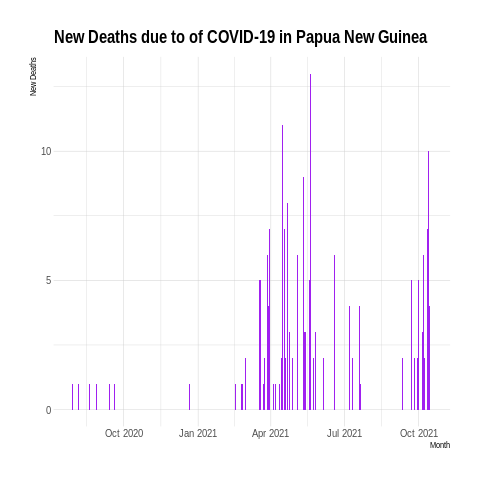 New Deaths due to of COVID-19 in Papua New Guinea
New Deaths
10
5
0
Oct 2020 Jan 2021 Apr 2021 Jul 2021 Oct 2021
Month